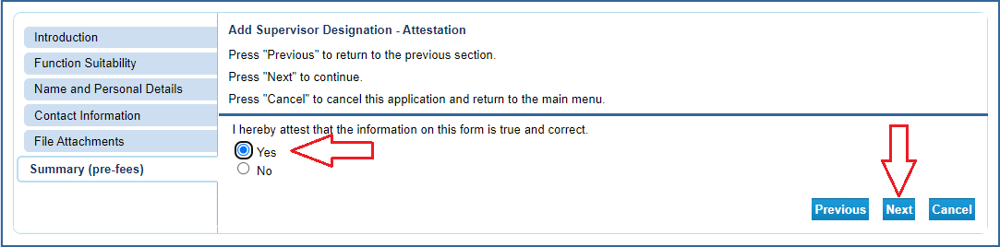 Introduction
Function Suitability
Name and Personal Details
Contact Information
File Attachments
Summary (pre-fees)
Add Supervisor Designation - Attestation
Press "Previous" to return to the previous section.
Press "Next" to continue.
Press "Cancel" to cancel this application and return to the main menu.
I hereby attest that the information on this form is true and correct.
Yes
No
Previous Next Cancel